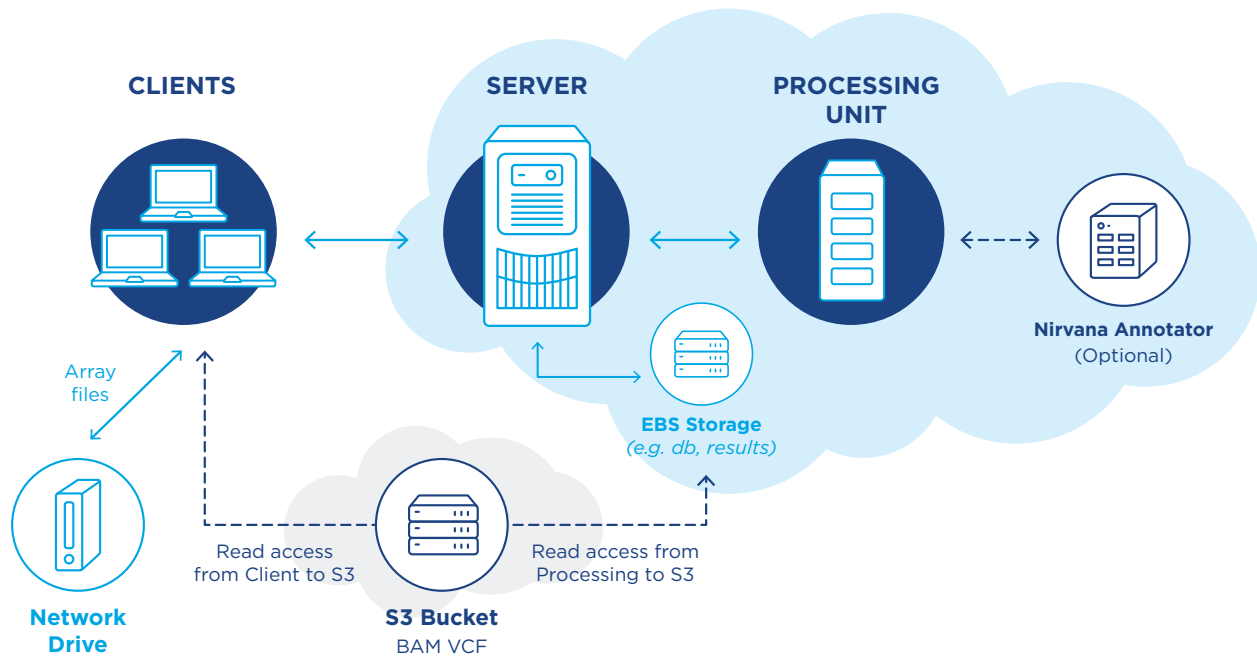 CLIENTS
SERVER
PROCESSING
UNIT
Nirvana Annotator
(Optional)
Array
files
EBS Storage
(e.g. db, results)
Read access
from Client to S3
Read access from
Processing to S3
Network
Drive
S3 Bucket
BAM VCF